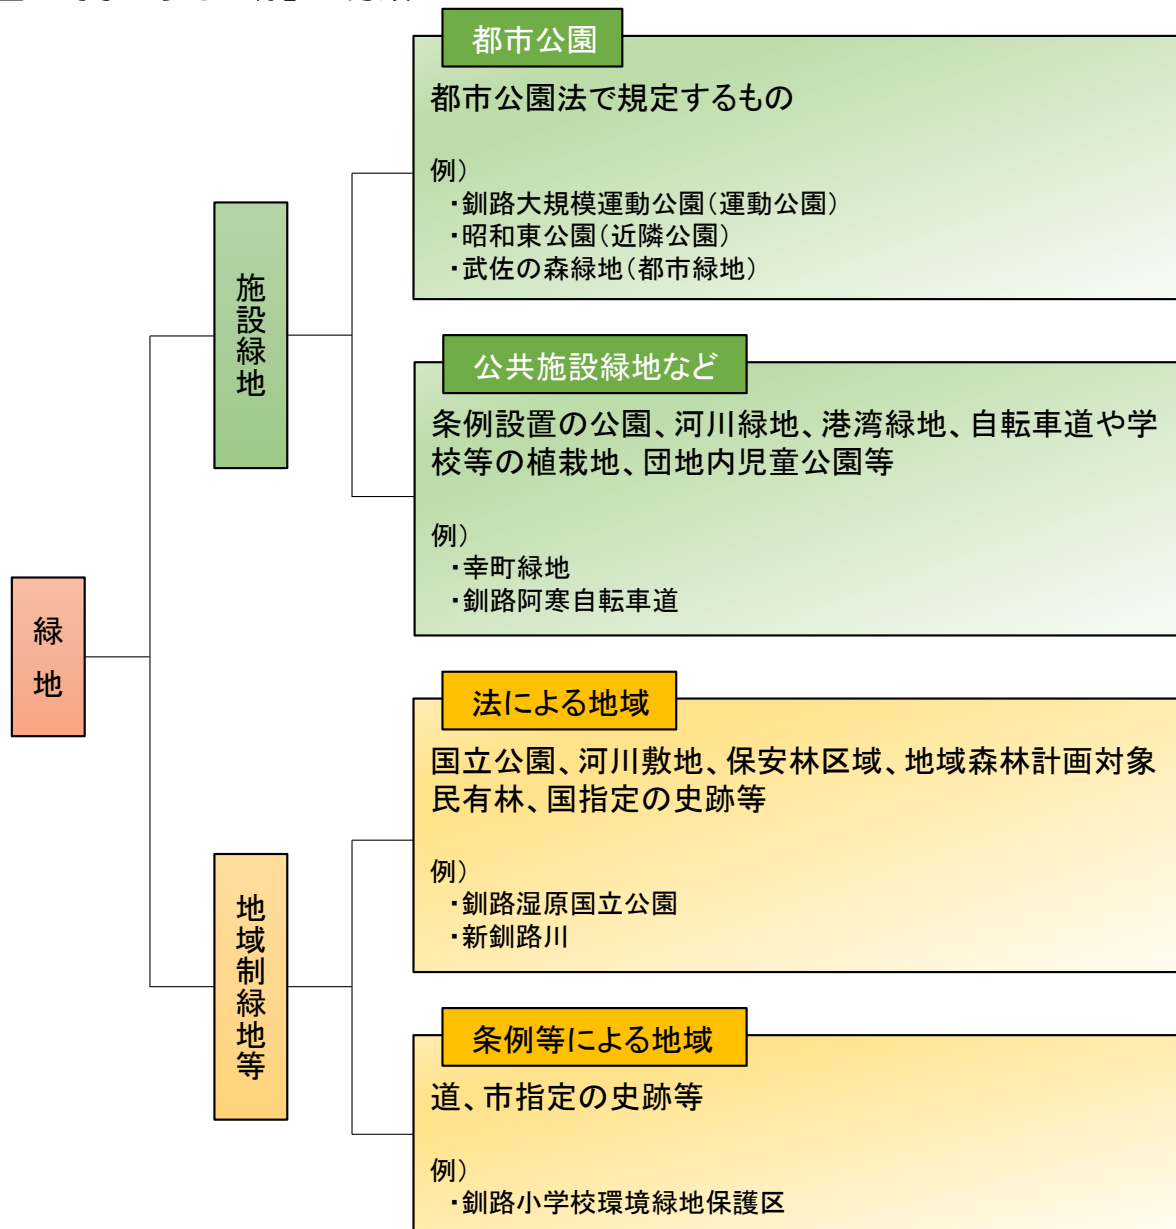 緑地
施設緑地
都市公園
都市公園法で規定するもの
例）
・釧路大規模運動公園（運動公園）
・昭和東公園（近隣公園）
・武佐の森緑地（都市緑地）
公共施設緑地など
条例設置の公園、河川緑地、港湾緑地、自転車道や学
校等の植栽地、団地内児童公園等
例）
・幸町緑地
・釧路阿寒自転車道
地域制緑地等
法による地域
国立公園、河川敷地、保安林区域、地域森林計画対象
民有林、国指定の史跡等
例）
・釧路湿原国立公園
・新釧路川
条例等による地域
道、市指定の史跡等
例）
・釧路小学校環境緑地保護区